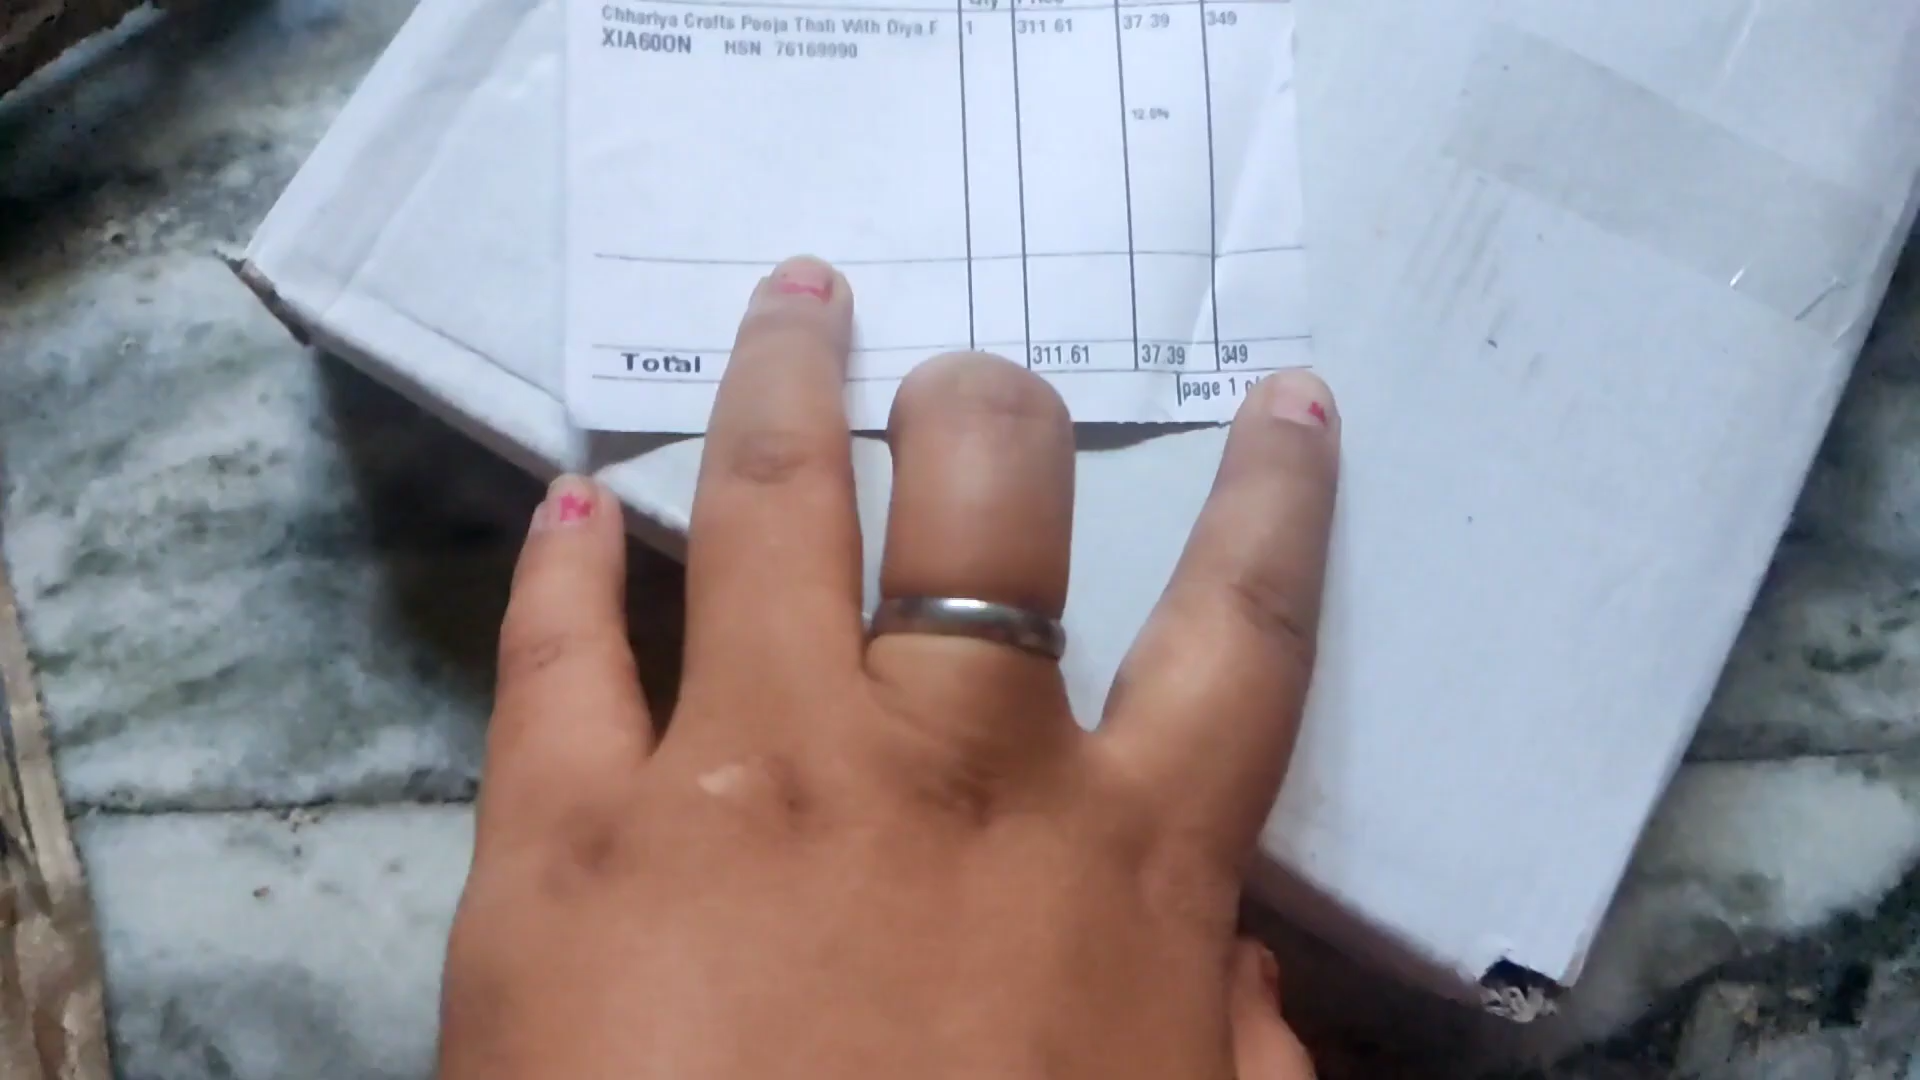 Chhariya Crafts Pooja Thali With Diya F 1 311.61 37.39 349
XIA60ON HSN 76169990
12.0%
Total 311.61 37.39 349
page 1